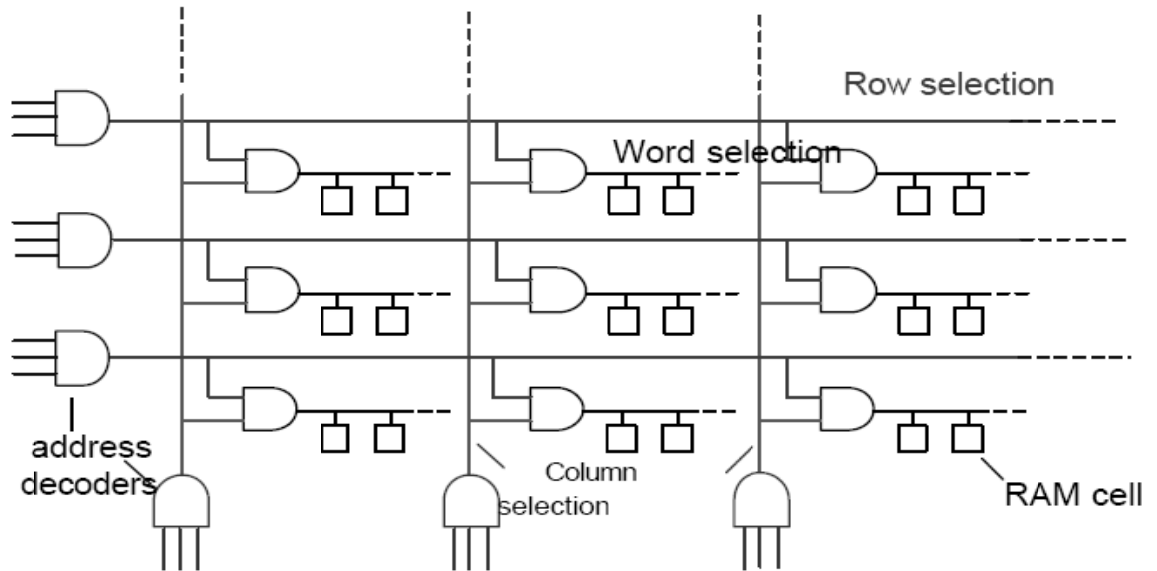 Row selection
Word selection
address
decoders
Column
selection
RAM cell